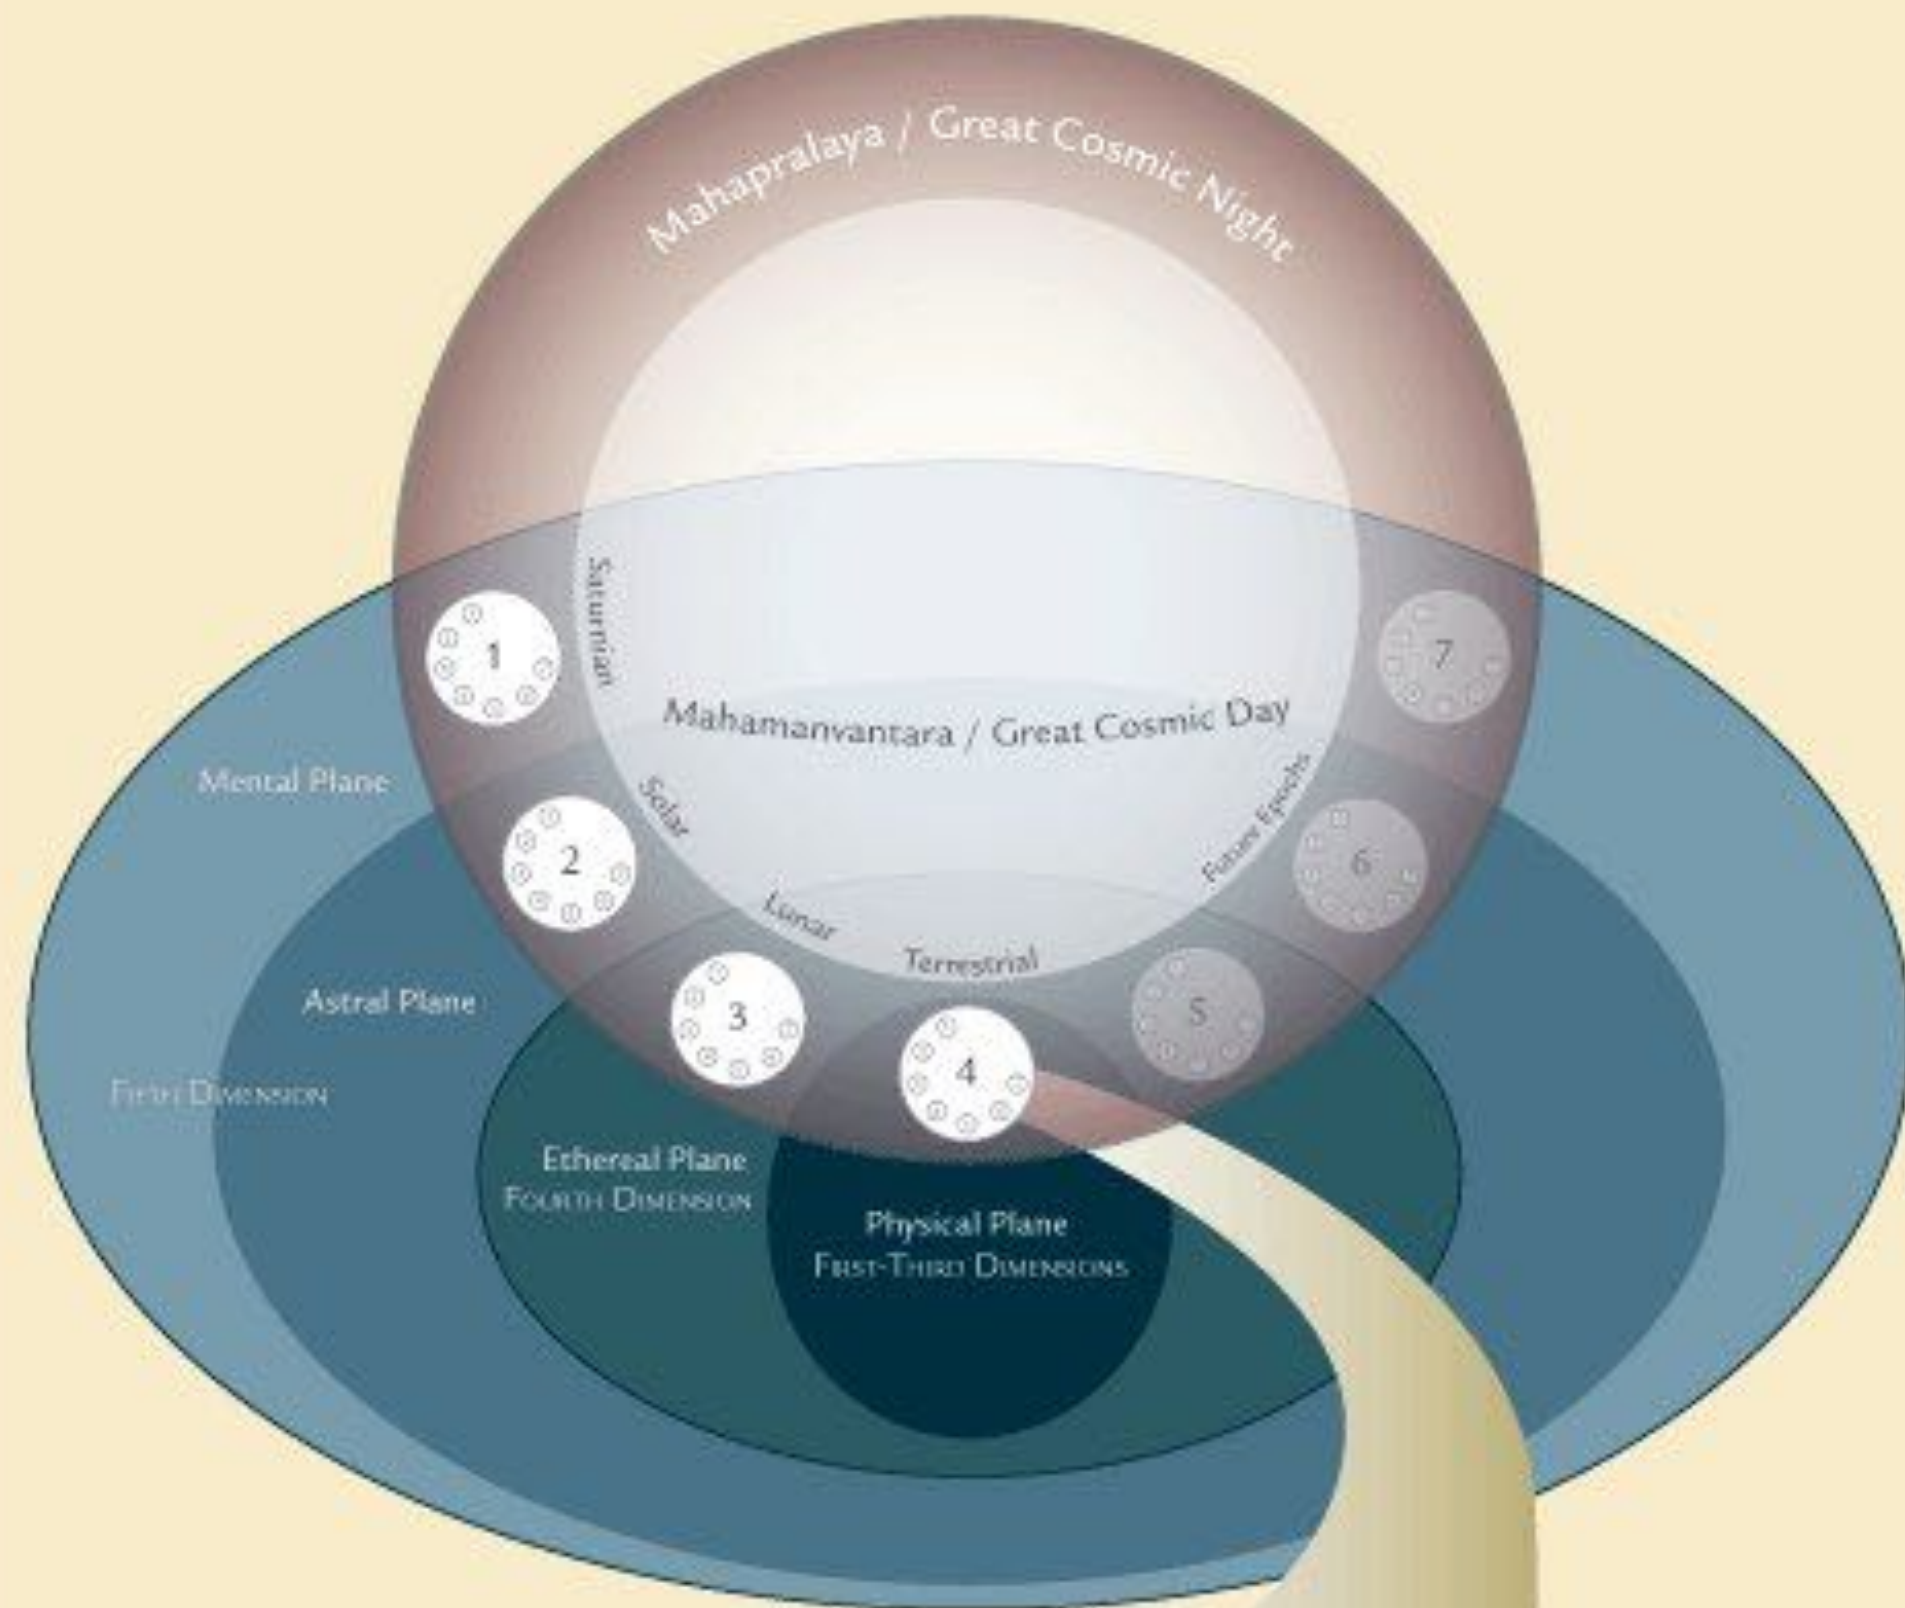 Mahapralaya / Great Cosmic Night
Saturnian
1
7
Mahamanvantara / Great Cosmic Day
Mental Plane
Solar
2
Future Epochs
6
Lunar
3
Terrestrial
4
5
Astral Plane
FIFTH DIMENSION
Ethereal Plane
FOURTH DIMENSION
Physical Plane
FIRST-THIRD DIMENSIONS